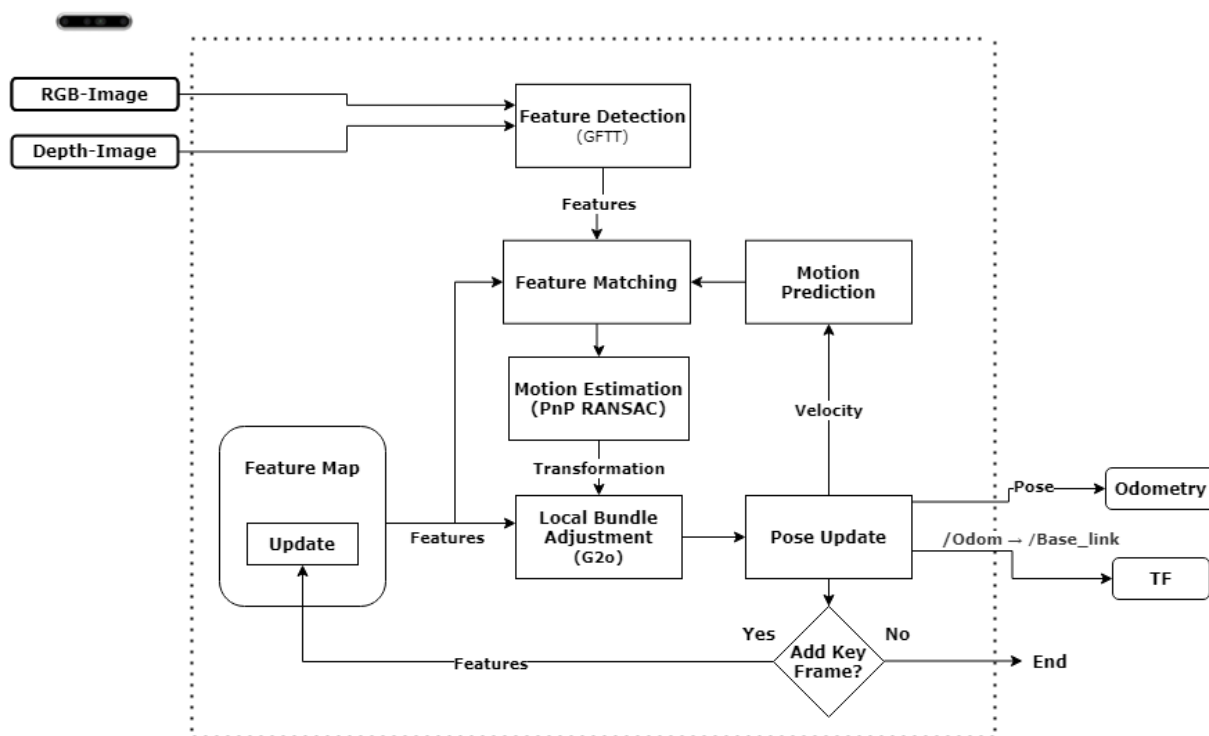 RGB-Image
Depth-Image
Feature Detection
(GFTT)
Features
Feature Matching
Motion
Prediction
Motion Estimation
(PnP RANSAC)
Velocity
Feature Map
Update
Transformation
Features
Local Bundle
Adjustment
(G2o)
Pose Update
Pose
Odometry
/Odom → /Base_link
TF
Yes
No
Add Key
Frame?
Features
End